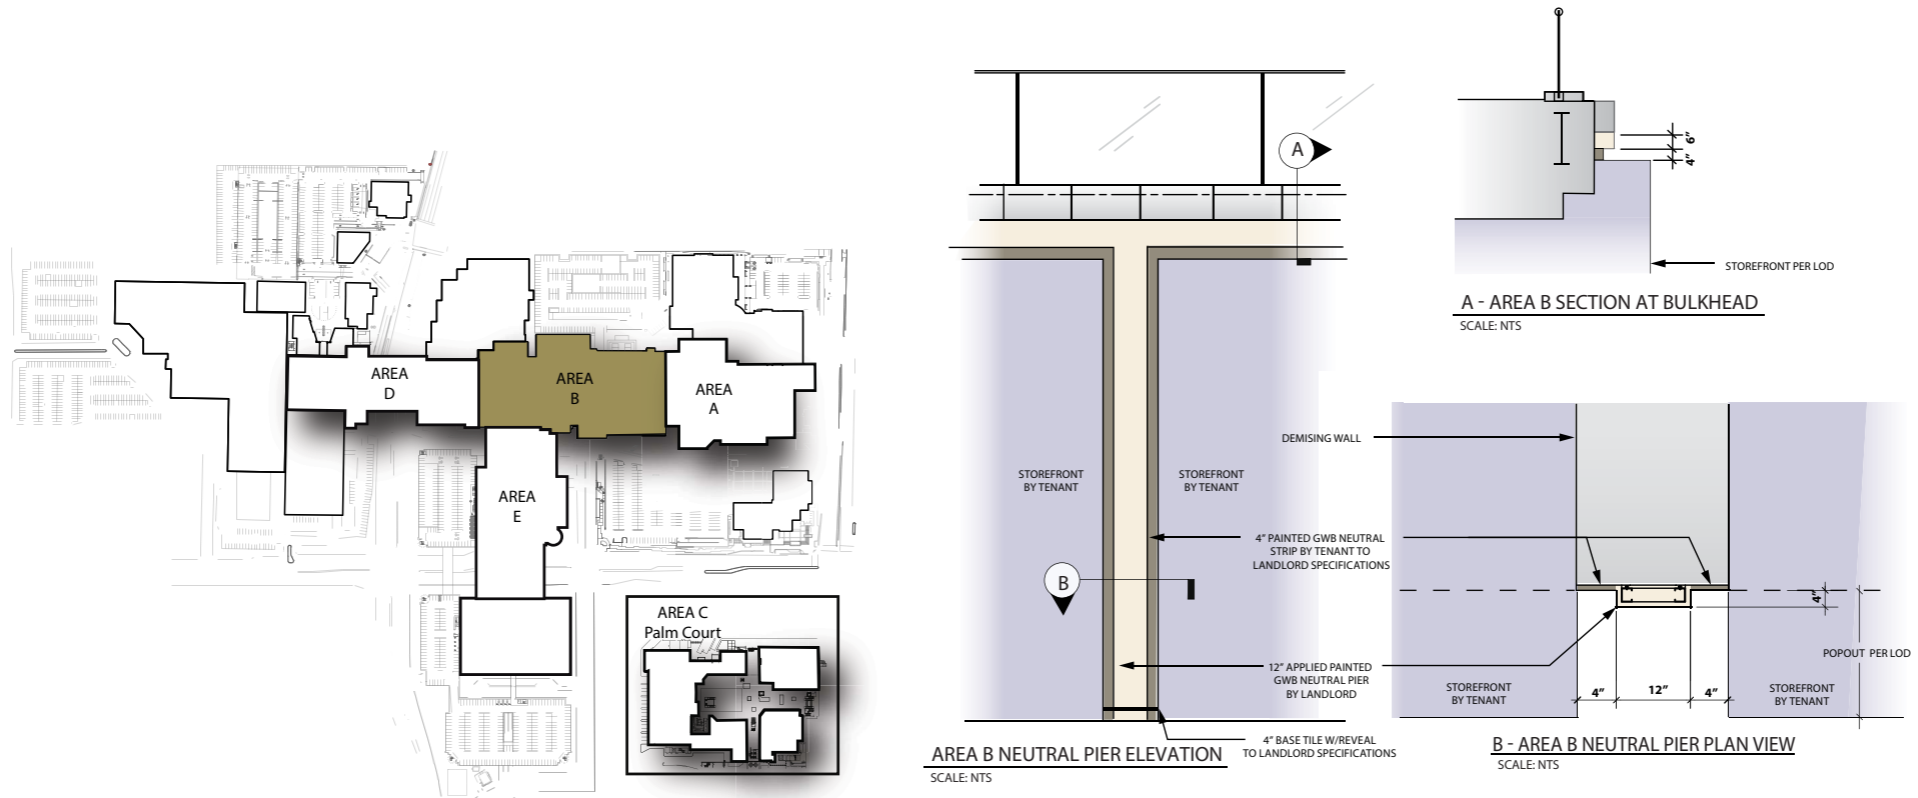 AREA
D
AREA
B
AREA
A
AREA
E
AREA C
Palm Court
A
STOREFRONT
BY TENANT
STOREFRONT
BY TENANT
B
4" PAINTED GWB NEUTRAL
STRIP BY TENANT TO
LANDLORD SPECIFICATIONS
12" APPLIED PAINTED
GWB NEUTRAL PIER
BY LANDLORD
4" BASE TILE W/REVEAL
TO LANDLORD SPECIFICATIONS
AREA B NEUTRAL PIER ELEVATION
SCALE: NTS
6"
4"
STOREFRONT PER LOD
A - AREA B SECTION AT BULKHEAD
SCALE: NTS
DEMISING WALL
4"
POPOUT PER LOD
STOREFRONT
BY TENANT
4"
12"
4"
STOREFRONT
BY TENANT
B - AREA B NEUTRAL PIER PLAN VIEW
SCALE: NTS